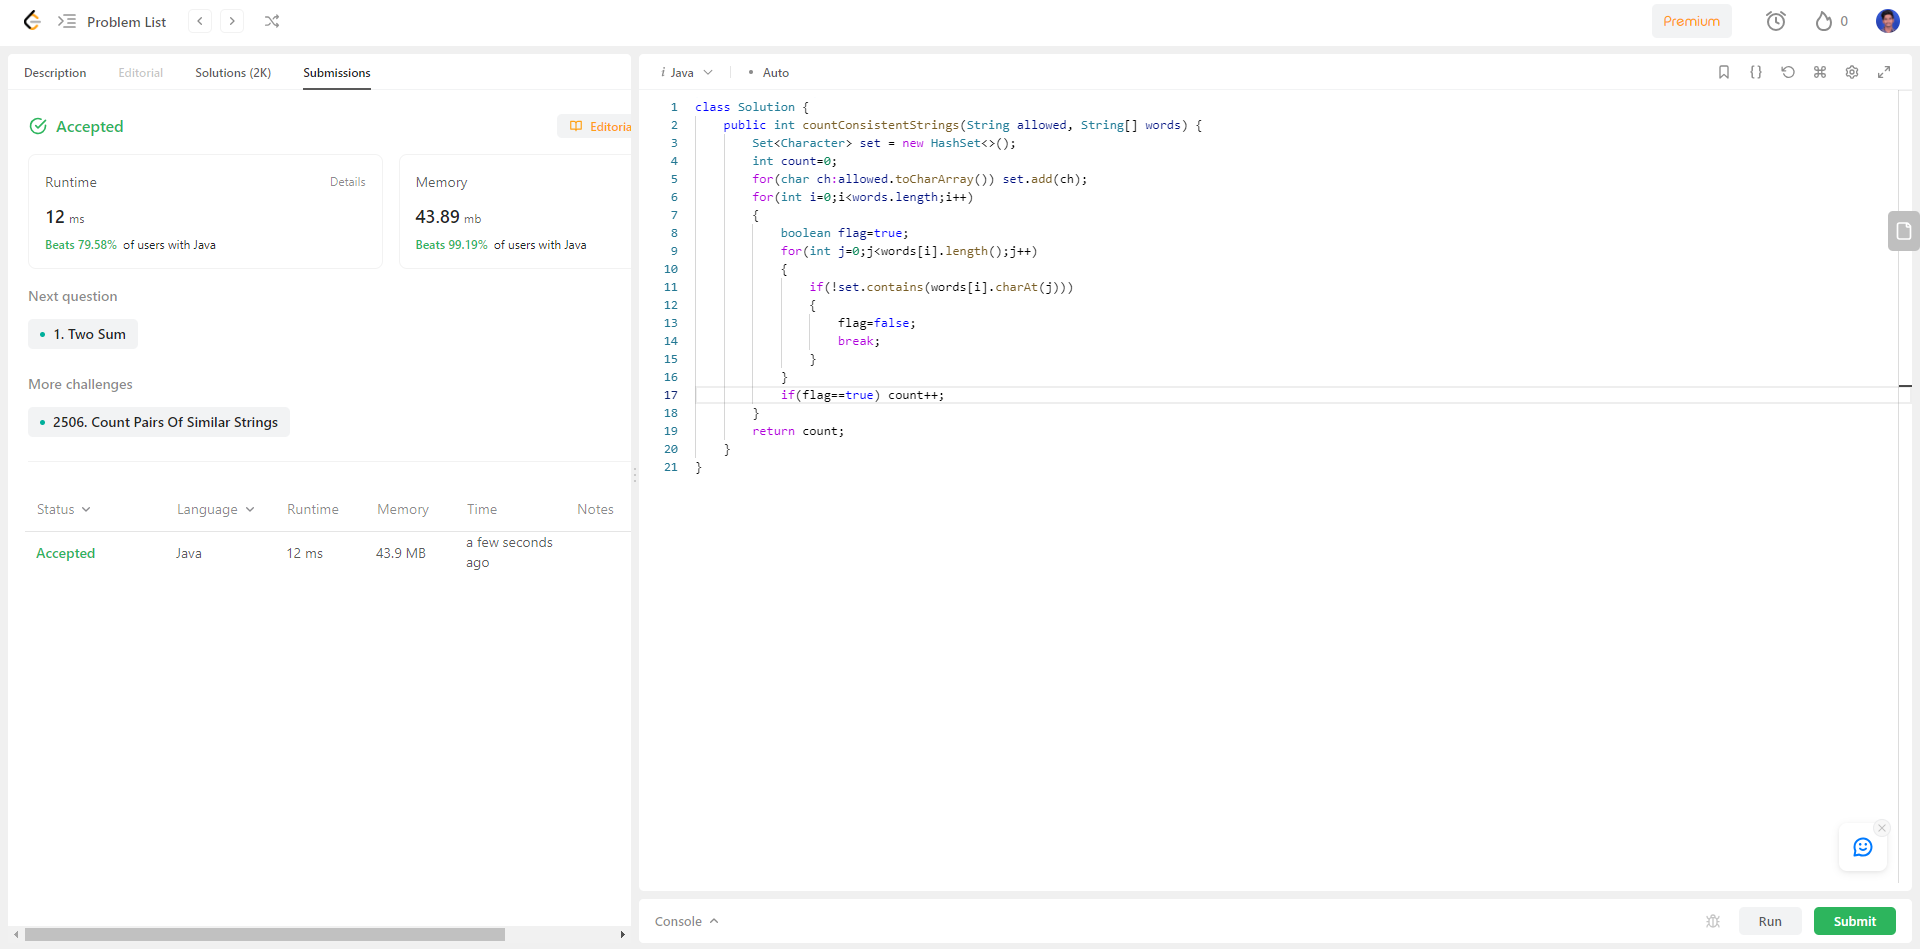 Problem List
Premium
0
Description Editorial Solutions (2K) Submissions
Accepted
Editoria
Runtime Details
12 ms
Beats 79.58% of users with Java
Memory
43.89 mb
Beats 99.19% of users with Java
Next question
• 1. Two Sum
More challenges
• 2506. Count Pairs Of Similar Strings
Status Language Runtime Memory Time Notes
Accepted Java 12 ms 43.9 MB a few seconds
ago
i Java • Auto
1 class Solution {
2     public int countConsistentStrings(String allowed, String[] words) {
3         Set<Character> set = new HashSet<>();
4         int count=0;
5         for(char ch:allowed.toCharArray()) set.add(ch);
6         for(int i=0;i<words.length;i++)
7         {
8             boolean flag=true;
9             for(int j=0;j<words[i].length();j++)
10             {
11                 if(!set.contains(words[i].charAt(j)))
12                 {
13                     flag=false;
14                     break;
15                 }
16             }
17             if(flag==true) count++;
18         }
19         return count;
20     }
21 }
Console
Run
Submit